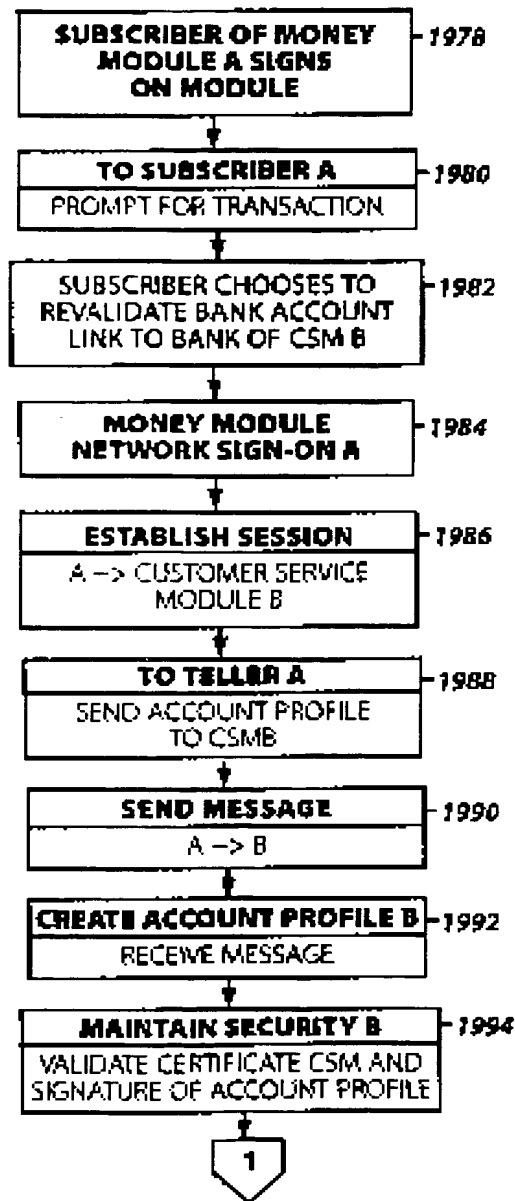 SUBSCRIBER OF MONEY
MODULE A SIGNS
ON MODULE
1978
TO SUBSCRIBER A
1980
PROMPT FOR TRANSACTION
SUBSCRIBER CHOOSES TO
REVALIDATE BANK ACCOUNT
LINK TO BANK OF CSM B
1982
MONEY MODULE
NETWORK SIGN-ON A
1984
ESTABLISH SESSION
1986
A -> CUSTOMER SERVICE
MODULE B
TO TELLER A
1988
SEND ACCOUNT PROFILE
TO CSMB
SEND MESSAGE
1990
A -> B
CREATE ACCOUNT PROFILE B
1992
RECEIVE MESSAGE
MAINTAIN SECURITY B
1994
VALIDATE CERTIFICATE CSM AND
SIGNATURE OF ACCOUNT PROFILE
1